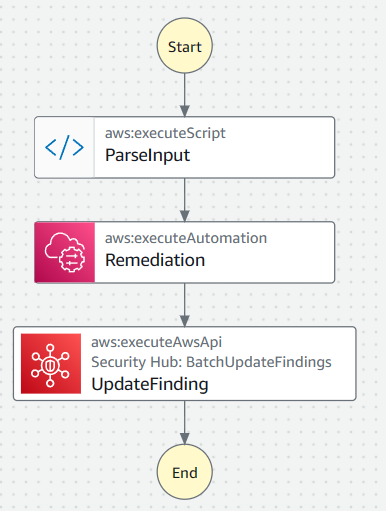 Start
</>
aws:executeScript
ParseInput
aws:executeAutomation
Remediation
aws:executeAwsApi
Security Hub: BatchUpdateFindings
UpdateFinding
End